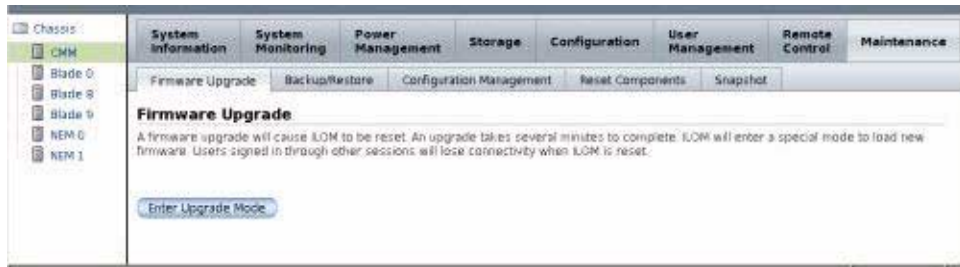 Chassis
CMM
Blade 0
Blade 8
Blade 9
NEM 0
NEM 1
System Information
System Monitoring
Power Management
Storage
Configuration
User Management
Remote Control
Maintenance
Firmware Upgrade
Backup/Restore
Configuration Management
Reset Components
Snapshot
Firmware Upgrade
A firmware upgrade will cause ILOM to be reset. An upgrade takes several minutes to complete. ILOM will enter a special mode to load new
firmware. Users signed in through other sessions will lose connectivity when ILOM is reset.
Enter Upgrade Mode